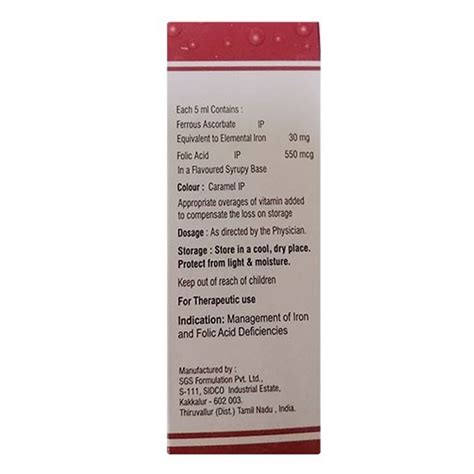 Each 5 ml Contains :
Ferrous Ascorbate IP
Equivalent to Elemental Iron 30 mg
Folic Acid IP 550 mcg
In a Flavoured Syrupy Base
Colour : Caramel IP
Appropriate overages of vitamin added
to compensate the loss on storage
Dosage : As directed by the Physician.
Storage : Store in a cool, dry place.
Protect from light & moisture.
Keep out of reach of children
For Therapeutic use
Indication: Management of Iron
and Folic Acid Deficiencies
Manufactured by :
SGS Formulation Pvt. Ltd.,
S-111, SIDCO Industrial Estate,
Kakkalur - 602 003.
Thiruvallur (Dist.) Tamil Nadu , India.